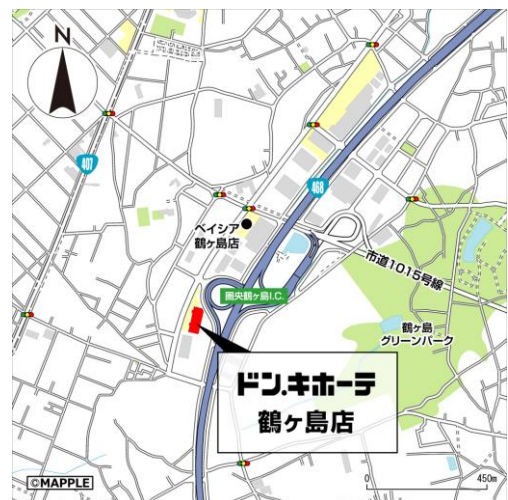 N
407
468
ベイシア
鶴ヶ島店
市道1015号線
圏央鶴ヶ島I.C.
鶴ヶ島
グリーンパーク
ドン.キホーテ
鶴ヶ島店
©MAPPLE
0 450m